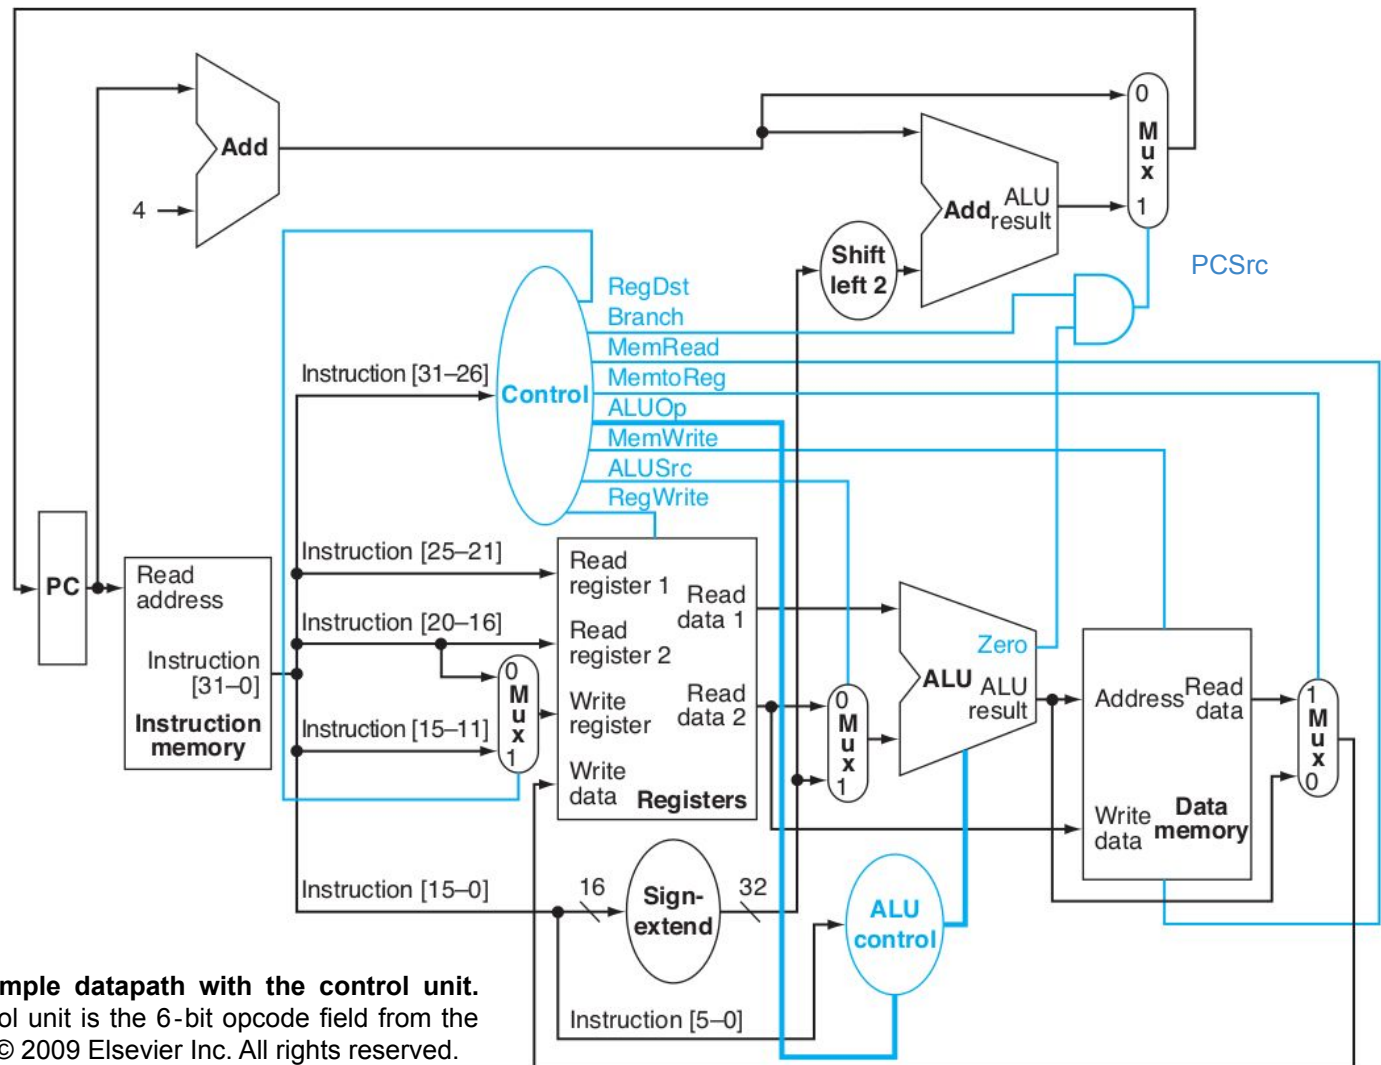 0
M
u
x
1
Add
4
Add
ALU
result
Shift
left 2
PCSrc
RegDst
Branch
MemRead
MemtoReg
ALUOp
MemWrite
ALUSrc
RegWrite
Control
Instruction [31–26]
Instruction [25–21]
Instruction [20–16]
Instruction [15–11]
Instruction [15–0]
Instruction [5–0]
PC
Read
address
Instruction
[31–0]
Instruction
memory
0
M
u
x
1
Read
register 1
Read
register 2
Write
register
Write
data
Read
data 1
Read
data 2
Registers
0
M
u
x
1
Zero
ALU
ALU
result
Address
Read
data
Write
data
Data
memory
1
M
u
x
0
16
Sign-
extend
32
ALU
control
mple datapath with the control unit.
ol unit is the 6-bit opcode field from the
© 2009 Elsevier Inc. All rights reserved.